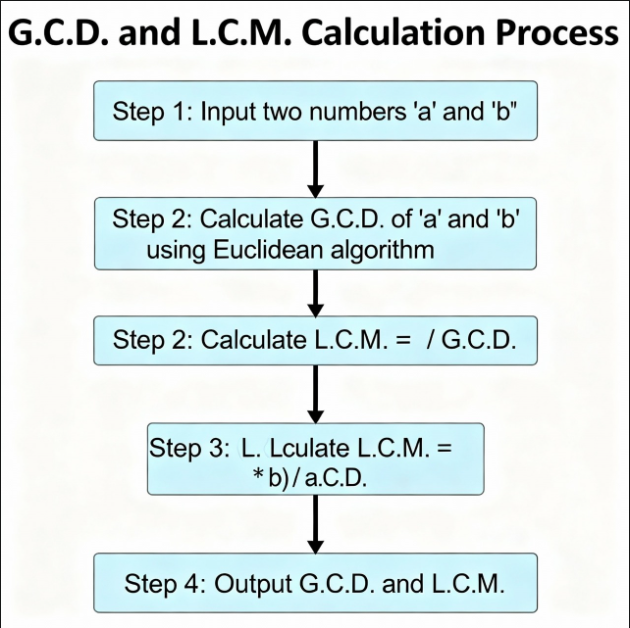 G.C.D. and L.C.M. Calculation Process
Step 1: Input two numbers 'a' and 'b"
Step 2: Calculate G.C.D. of 'a' and 'b'
using Euclidean algorithm
Step 2: Calculate L.C.M. = / G.C.D.
Step 3: L. Lculate L.C.M. =
* b) / a.C.D.
Step 4: Output G.C.D. and L.C.M.